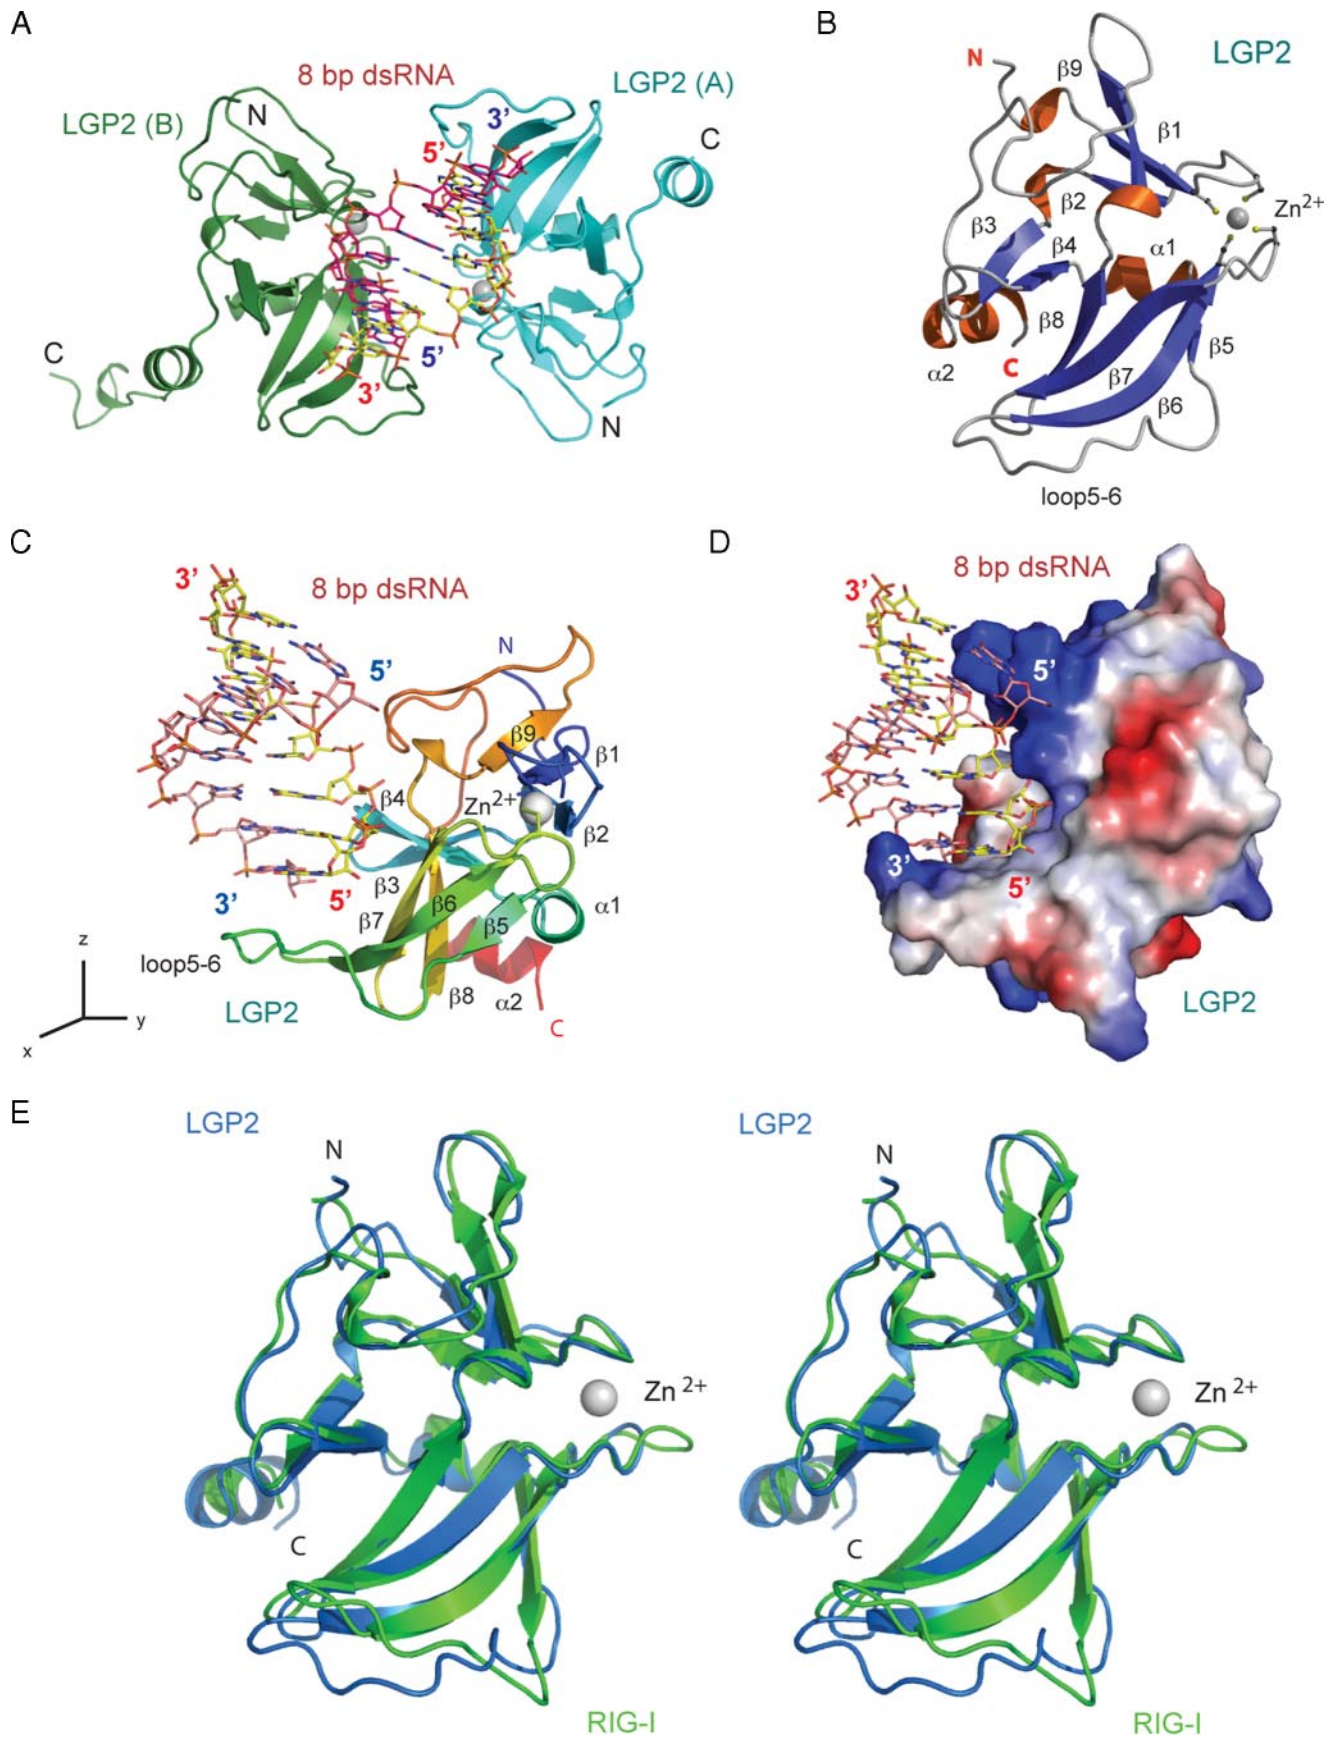 A
8 bp dsRNA
LGP2 (A)
LGP2 (B)
N
3’
5’
C
C
5’
3’
N
B
LGP2
N
β9
β1
β2
Zn2+
β3
β4
α1
β8
β5
α2
C
β7
β6
loop5-6
C
3’
8 bp dsRNA
N
5’
β9
β1
β4
Zn2+
β2
β3
3’
5’
β6
α1
β7
β5
z
loop5-6
β8
α2
LGP2
C
y
x
D
8 bp dsRNA
3’
5’
3’
5’
LGP2
E
LGP2
LGP2
N
N
Zn 2+
Zn 2+
C
C
RIG-I
RIG-I